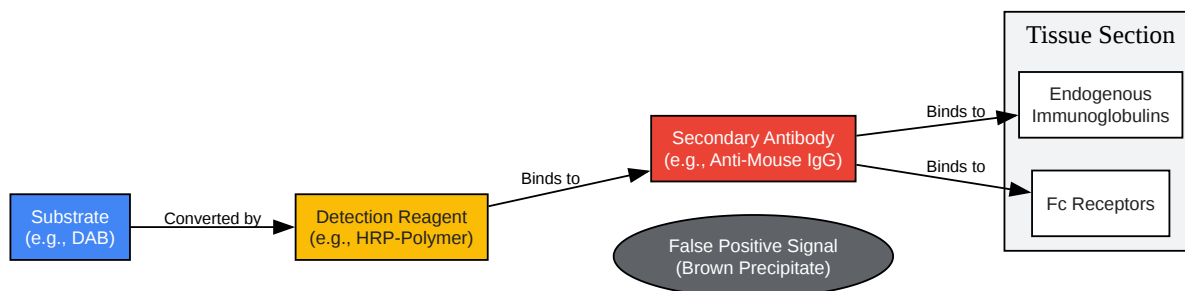 Tissue Section
Endogenous
Immunoglobulins
Binds to
Secondary Antibody
(e.g., Anti-Mouse IgG)
Binds to
Fc Receptors
Binds to
Substrate
(e.g., DAB)
Converted by
Detection Reagent
(e.g., HRP-Polymer)
False Positive Signal
(Brown Precipitate)